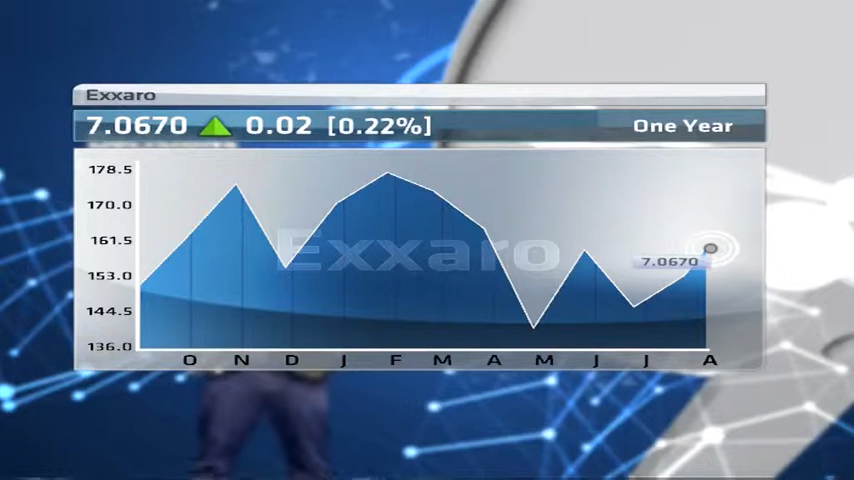 Exxaro
7.0670 0.02 [0.22%] One Year
178.5
170.0
161.5
153.0
144.5
136.0
Exxaro
7.0670
O N D J F M A M J J A